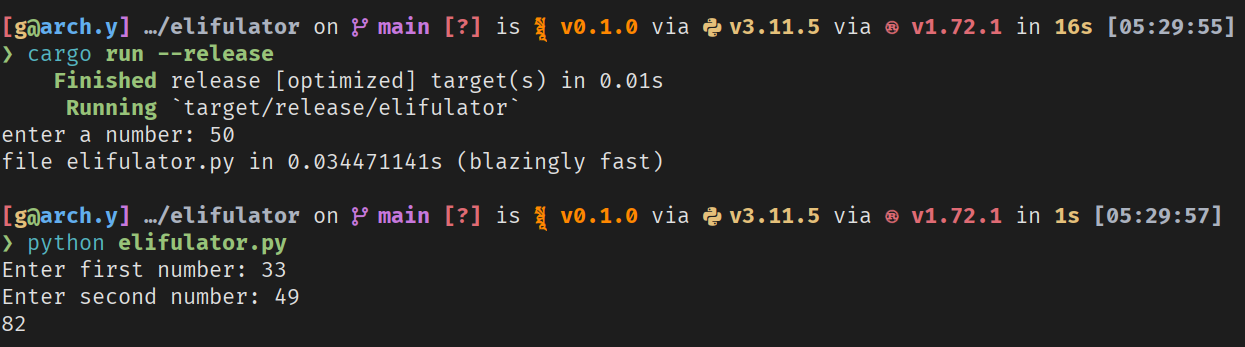 [g@arch.y] …/elifulator on main [?] is v0.1.0 via v3.11.5 via v1.72.1 in 16s [05:29:55]
❯ cargo run --release
    Finished release [optimized] target(s) in 0.01s
     Running `target/release/elifulator`
enter a number: 50
file elifulator.py in 0.034471141s (blazingly fast)
[g@arch.y] …/elifulator on main [?] is v0.1.0 via v3.11.5 via v1.72.1 in 1s [05:29:57]
❯ python elifulator.py
Enter first number: 33
Enter second number: 49
82